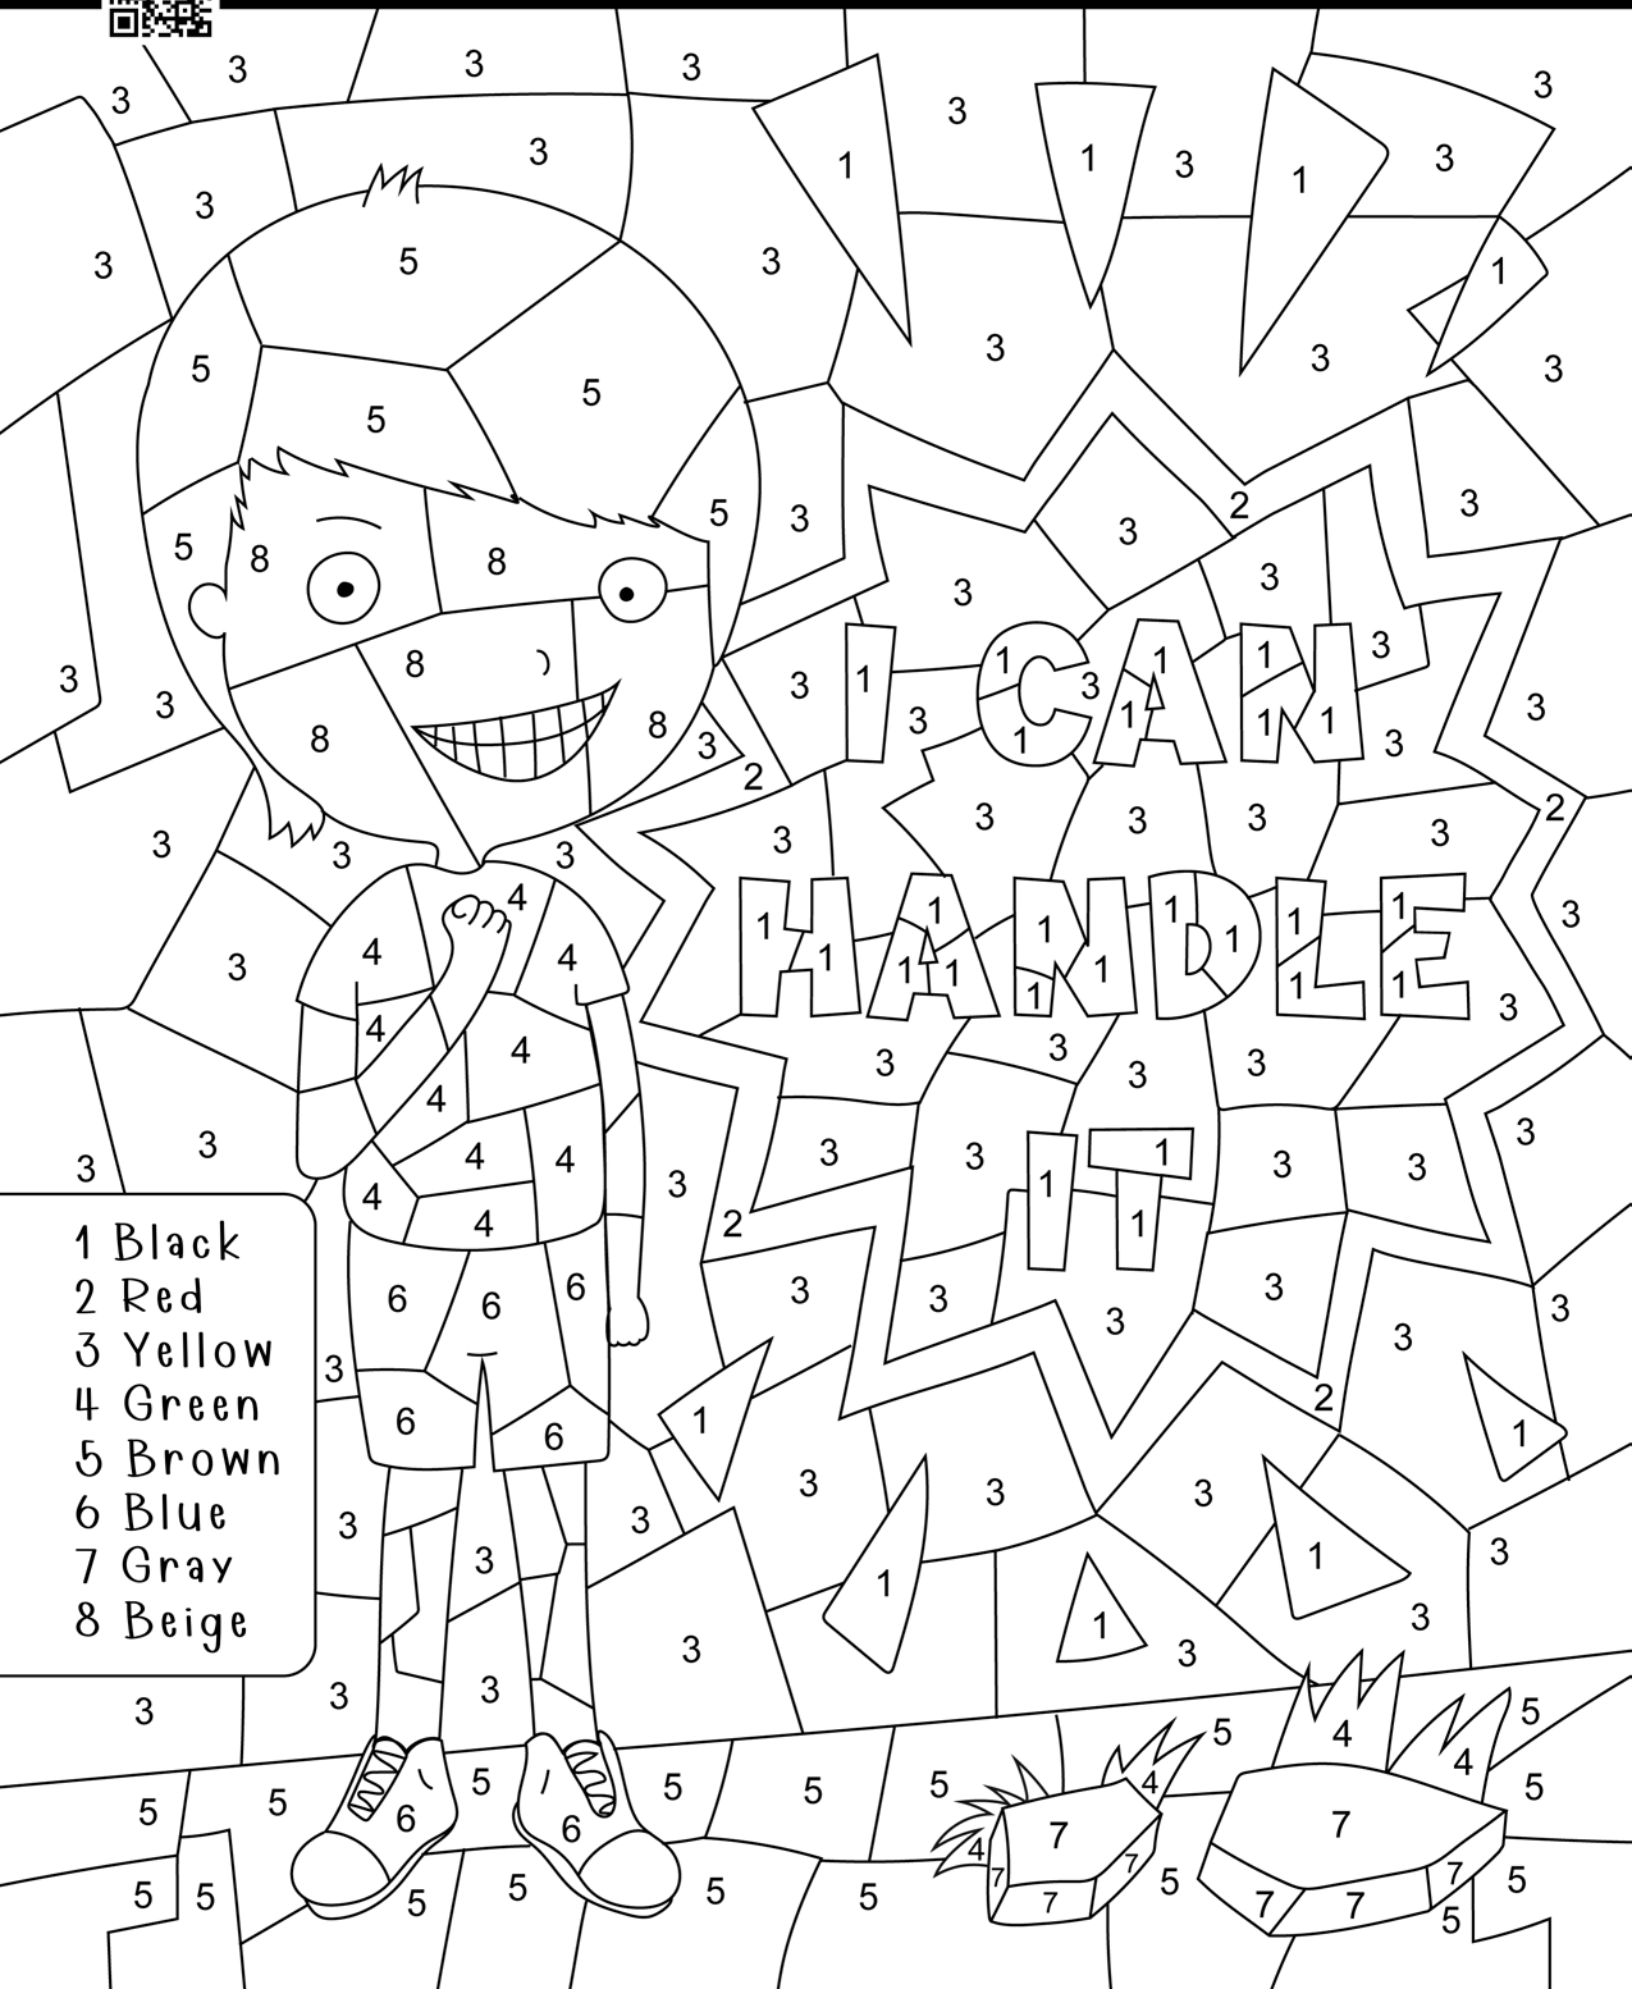 I CAN
HANDLE
IT
1 Black
2 Red
3 Yellow
4 Green
5 Brown
6 Blue
7 Gray
8 Beige